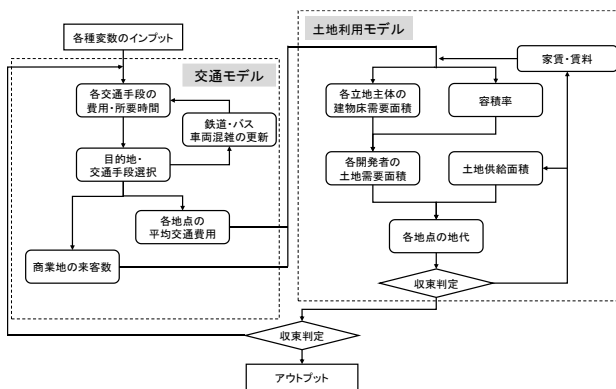 各種変数のインプット
交通モデル
各交通手段の
費用・所要時間
鉄道・バス
車両混雑の更新
目的地・
交通手段選択
各地点の
平均交通費用
商業地の来客数
土地利用モデル
家賃・賃料
各立地主体の
建物床需要面積
容積率
各開発者の
土地需要面積
土地供給面積
各地点の地代
収束判定
収束判定
アウトプット